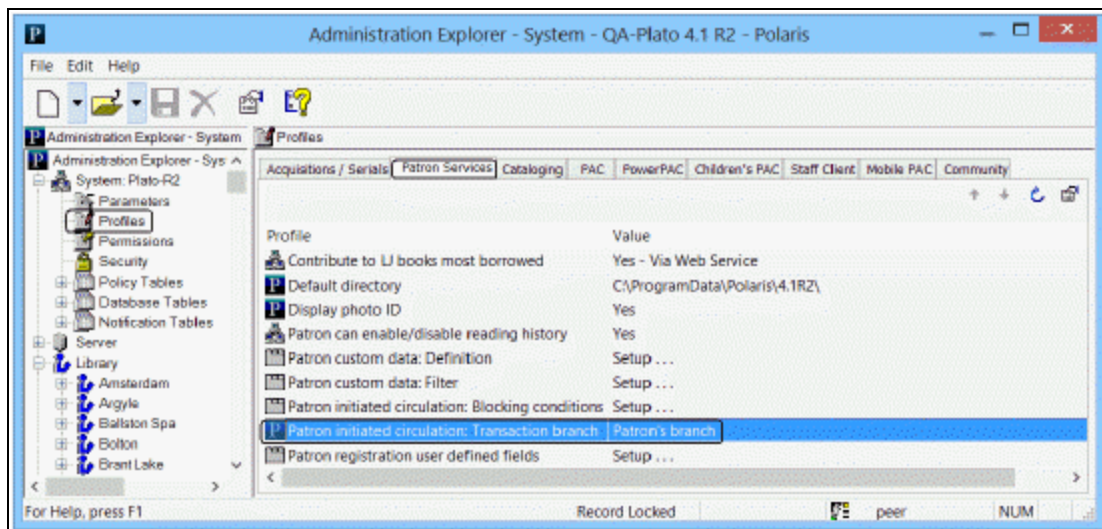 Administration Explorer - System - QA-Plato 4.1 R2 - Polaris
File Edit Help
Administration Explorer - System
Profiles
Administration Explorer - Sys
System: Plato-R2
Parameters
Profiles
Permissions
Security
Policy Tables
Database Tables
Notification Tables
Server
Library
Amsterdam
Argyle
Ballston Spa
Bolton
Brant Lake
Acquisitions / Serials Patron Services Cataloging PAC PowerPAC Children's PAC Staff Client Mobile PAC Community
Profile Value
Contribute to LJ books most borrowed Yes - Via Web Service
Default directory C:\ProgramData\Polaris\4.1R2\
Display photo ID Yes
Patron can enable/disable reading history Yes
Patron custom data: Definition Setup . . .
Patron custom data: Filter Setup . . .
Patron initiated circulation: Blocking conditions Setup . . .
Patron initiated circulation: Transaction branch Patron's branch
Patron registration user defined fields Setup . . .
For Help, press F1 Record Locked peer NUM